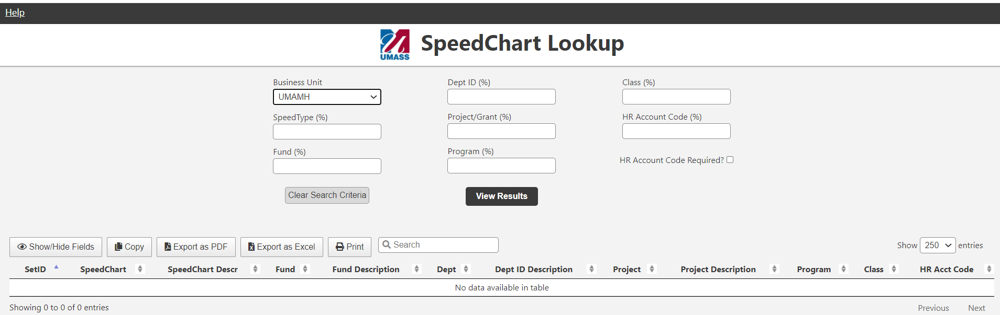 Help
UMASS
SpeedChart Lookup
Business Unit
UMAMH
Dept ID (%)
Class (%)
SpeedType (%)
Project/Grant (%)
HR Account Code (%)
Fund (%)
Program (%)
HR Account Code Required?
Clear Search Criteria
View Results
Show/Hide Fields Copy Export as PDF Export as Excel Print Search Show 250 entries
SetID SpeedChart SpeedChart Descr Fund Fund Description Dept Dept ID Description Project Project Description Program Class HR Acct Code
No data available in table
Showing 0 to 0 of 0 entries
Previous Next